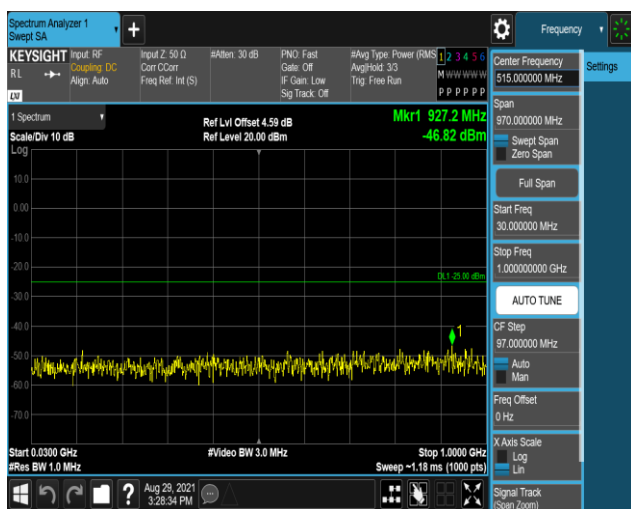 Spectrum Analyzer 1
Swept SA
+
Frequency
KEYSIGHT
RL
Input: RF
Coupling: DC
Align: Auto
Input Z: 50 Ω
Corr CCorr
Freq Ref: Int (S)
#Atten: 30 dB
PNO: Fast
Gate: Off
IF Gain: Low
Sig Track: Off
#Avg Type: Power (RMS
Avg|Hold: 3/3
Trig: Free Run
1 2 3 4 5 6
M W W W W W
P P P P P P
LXI
1 Spectrum
Scale/Div 10 dB
Log
Ref Lvl Offset 4.59 dB
Ref Level 20.00 dBm
Mkr1 927.2 MHz
-46.82 dBm
10.0
0.00
-10.0
-20.0
-30.0
-40.0
-50.0
-60.0
-70.0
DL1 -25.00 dBm
1
Start 0.0300 GHz
#Res BW 1.0 MHz
#Video BW 3.0 MHz
Stop 1.0000 GHz
Sweep ~1.18 ms (1000 pts)
?
Aug 29, 2021
3:28:34 PM
Center Frequency
515.000000 MHz
Settings
Span
970.000000 MHz
Swept Span
Zero Span
Full Span
Start Freq
30.000000 MHz
Stop Freq
1.000000000 GHz
AUTO TUNE
CF Step
97.000000 MHz
Auto
Man
Freq Offset
0 Hz
X Axis Scale
Log
Lin
Signal Track
(Span Zoom)